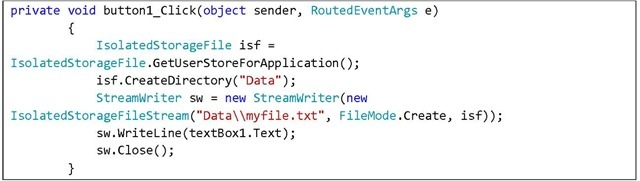 private void button1_Click(object sender, RoutedEventArgs e)
{
IsolatedStorageFile isf =
IsolatedStorageFile.GetUserStoreForApplication();
isf.CreateDirectory("Data");
StreamWriter sw = new StreamWriter(new
IsolatedStorageFileStream("Data\\myfile.txt", FileMode.Create, isf));
sw.WriteLine(textBox1.Text);
sw.Close();
}